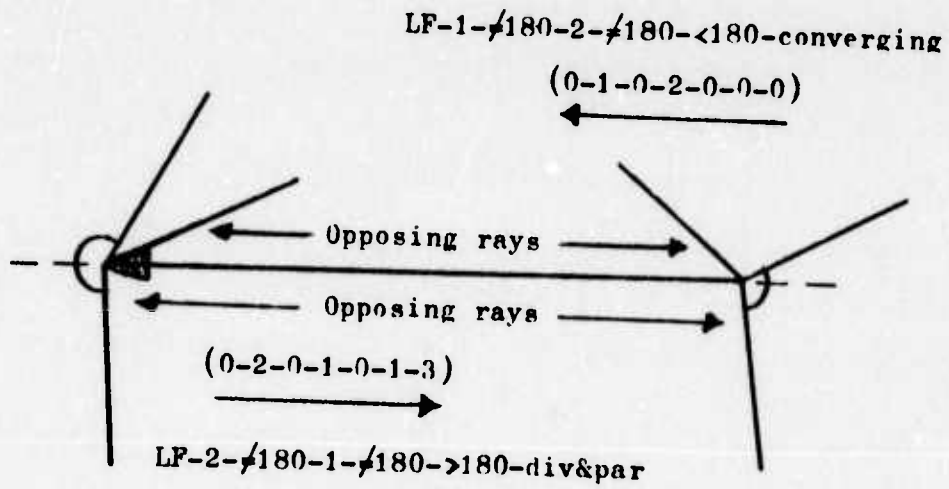 LF-1-≠180-2-≠180-<180-converging
(0-1-0-2-0-0-0)
Opposing rays
Opposing rays
(0-2-0-1-0-1-3)
LF-2-≠180-1-≠180->180-div&par